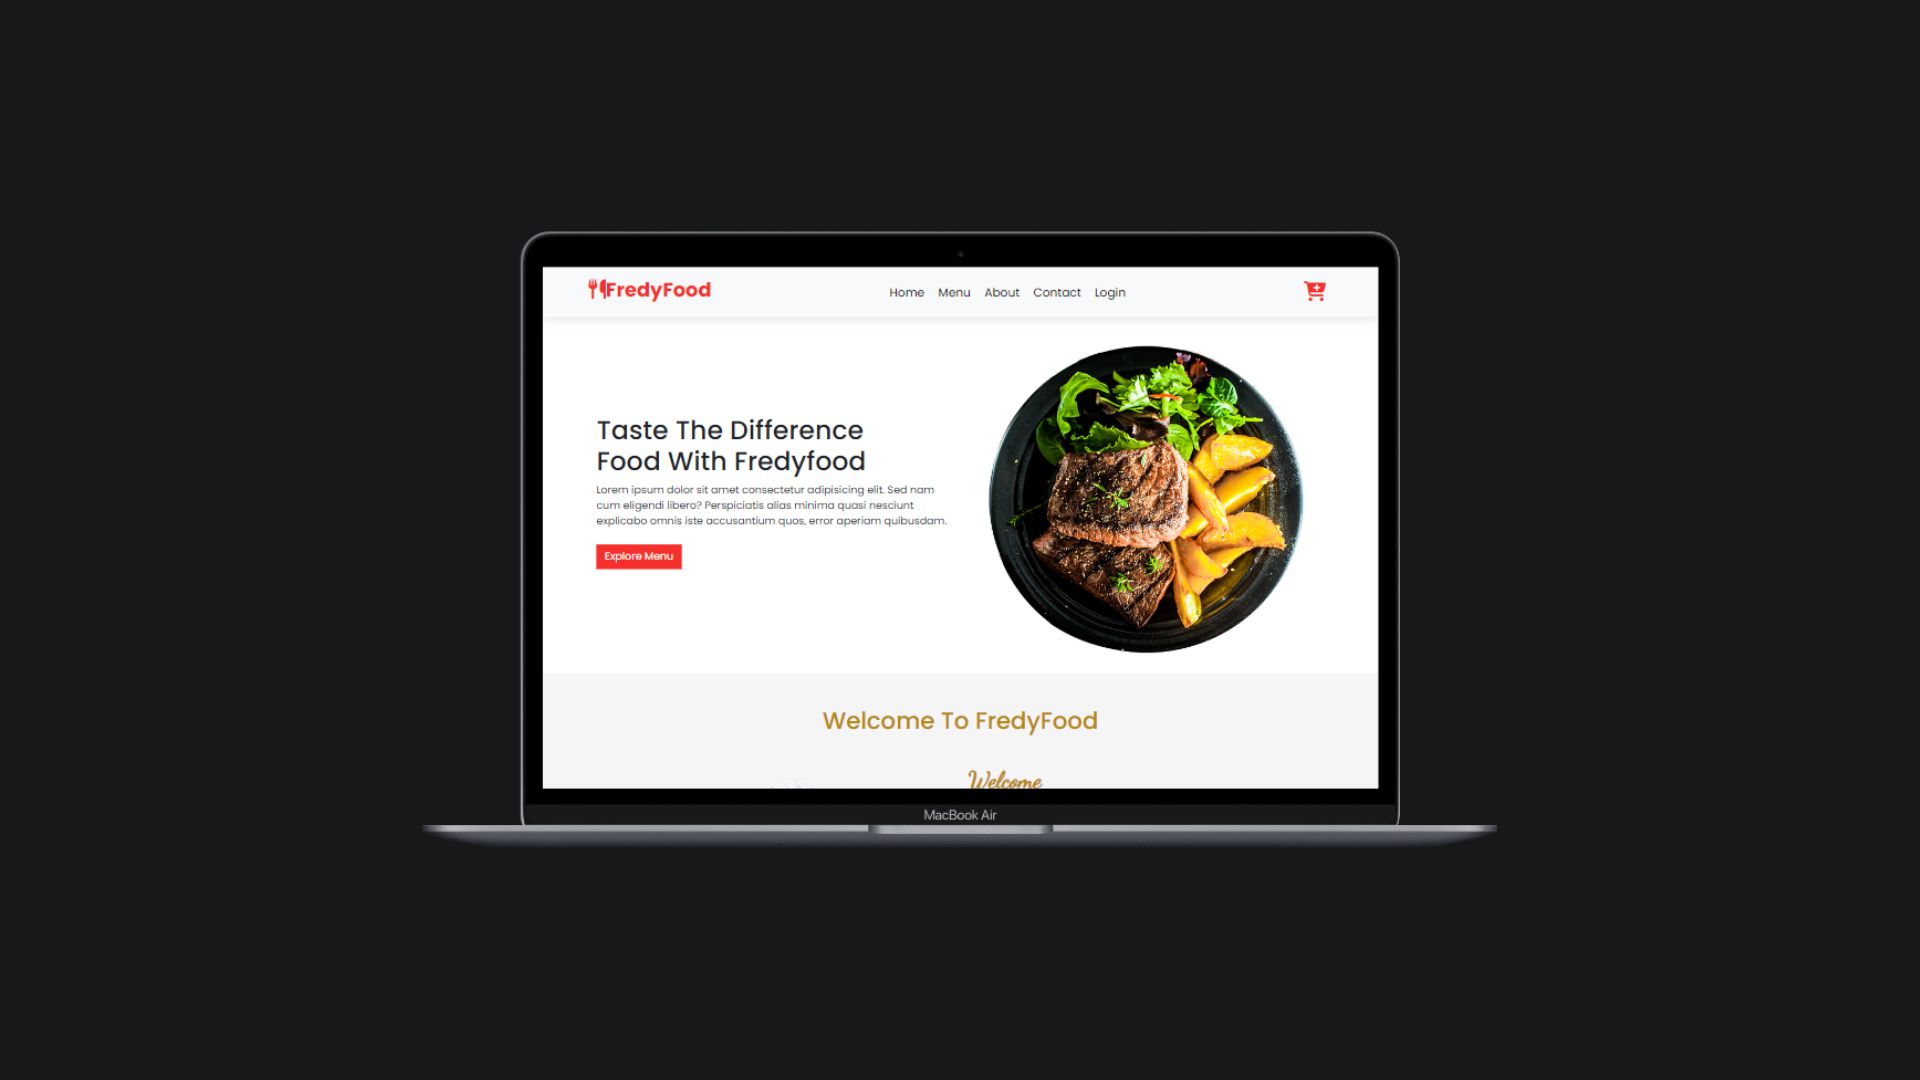 FredyFood
Home Menu About Contact Login
Taste The Difference
Food With Fredyfood
Lorem ipsum dolor sit amet consectetur adipisicing elit. Sed nam
cum eligendi libero? Perspiciatis alias minima quasi nesciunt
explicabo omnis iste accusantium quos, error aperiam quibusdam.
Explore Menu
Welcome To FredyFood
Welcome
MacBook Air